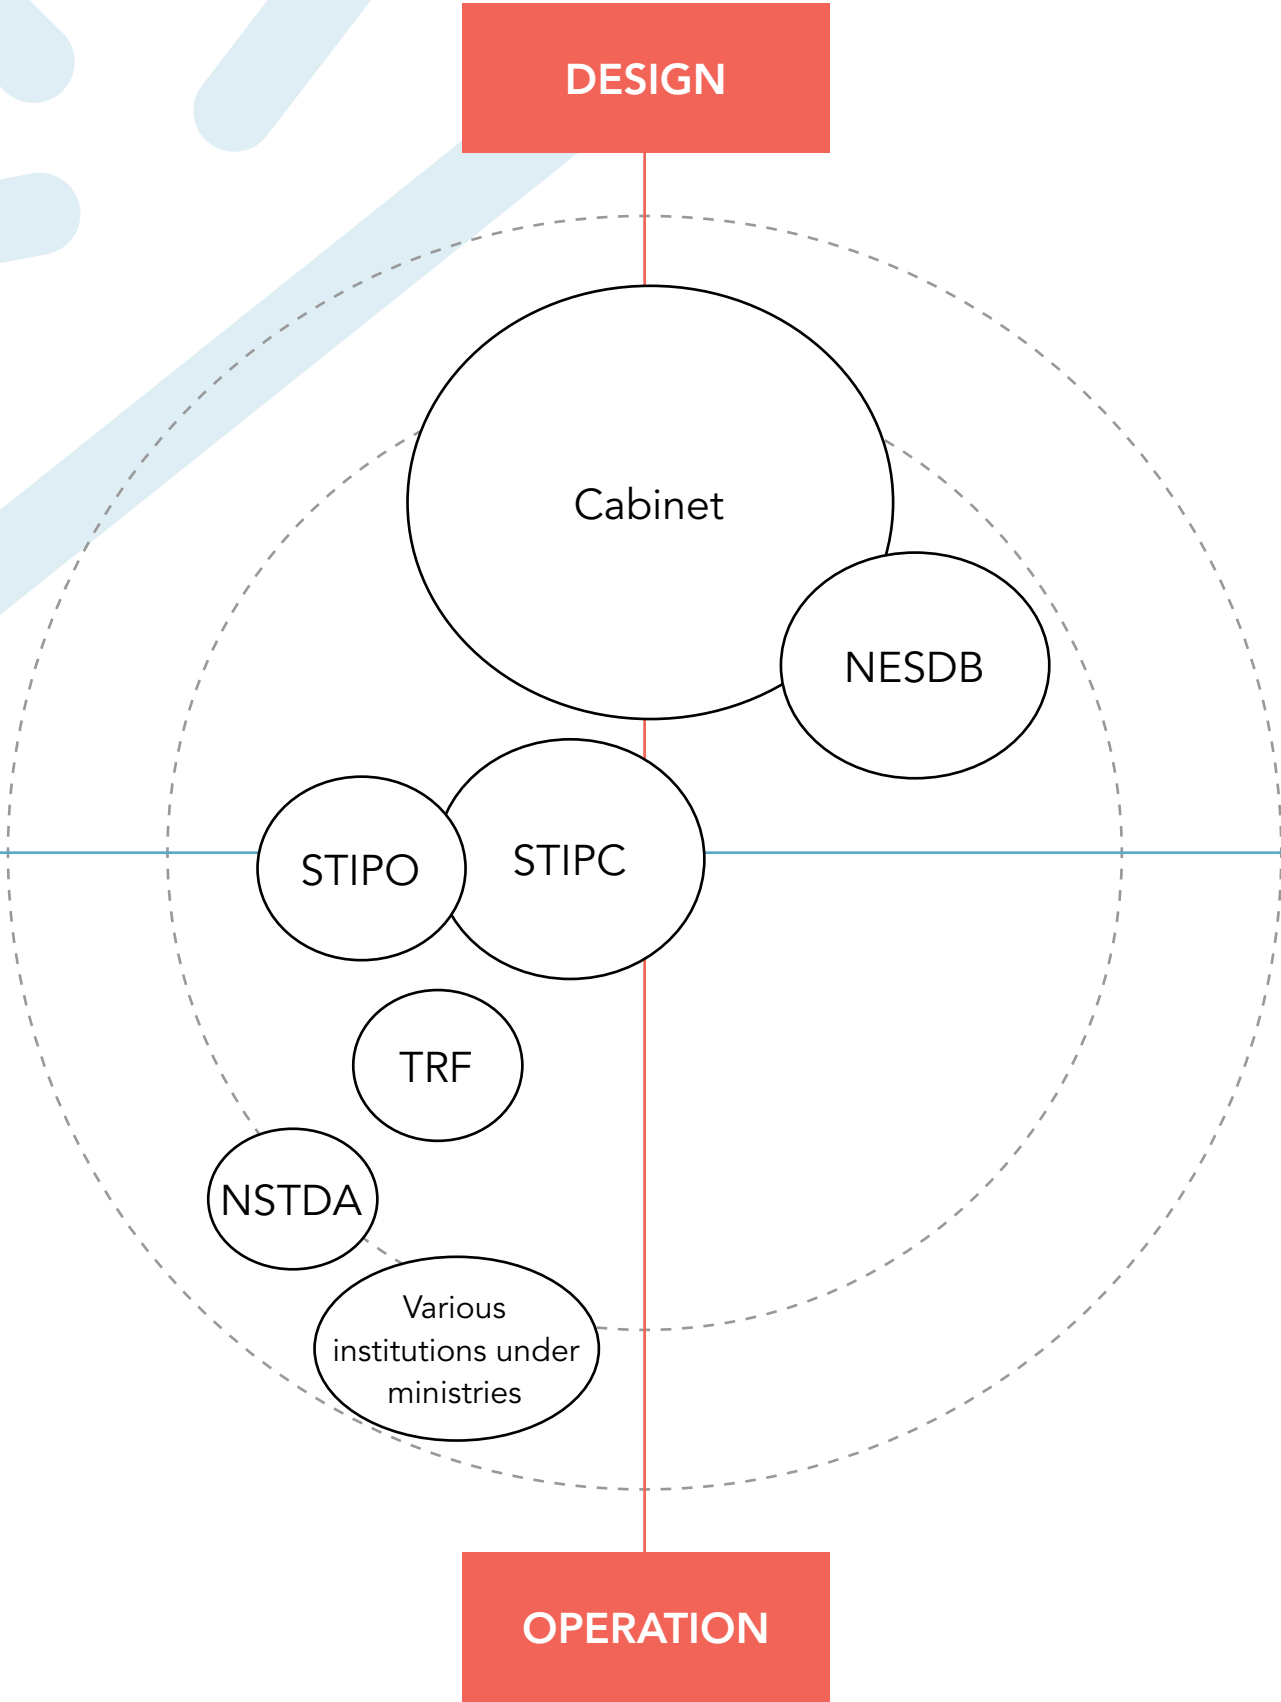 DESIGN
Cabinet
NESDB
STIPC
STIPO
TRF
NSTDA
Various
institutions under
ministries
OPERATION